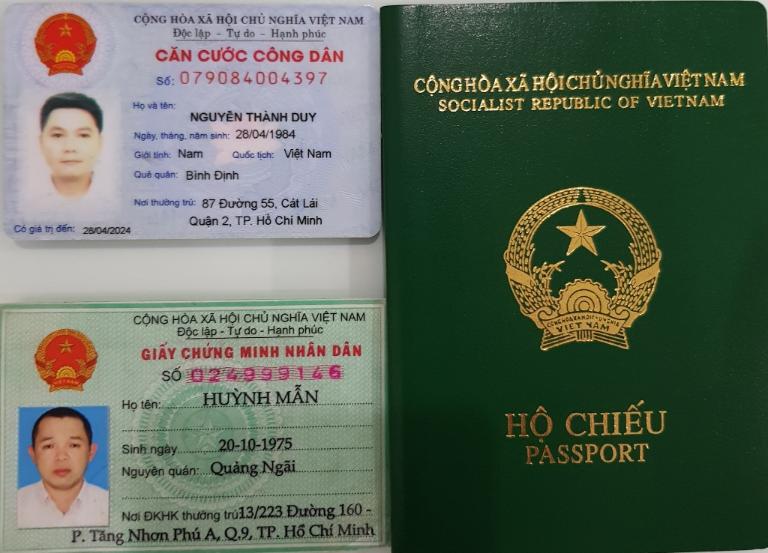 CỘNG HÒA XÃ HỘI CHỦ NGHĨA VIỆT NAM
Độc lập - Tự do - Hạnh phúc
CĂN CƯỚC CÔNG DÂN
Số: 079084004397
Họ và tên:
NGUYỄN THÀNH DUY
Ngày, tháng, năm sinh: 28/04/1984
Giới tính: Nam Quốc tịch: Việt Nam
Quê quán: Bình Định
Nơi thường trú: 87 Đường 55, Cát Lái
Quận 2, TP. Hồ Chí Minh
Có giá trị đến: 28/04/2024
CỘNG HÒA XÃ HỘI CHỦ NGHĨA VIỆT NAM
Độc lập - Tự do - Hạnh phúc
GIẤY CHỨNG MINH NHÂN DÂN
SỐ 024999146
Họ tên: HUỲNH MẪN
Sinh ngày 20-10-1975
Nguyên quán: Quảng Ngãi
Nơi ĐKHK thường trú 13/223 Đường 160 -
P. Tăng Nhơn Phú A, Q.9, TP. Hồ Chí Minh
CỘNG HÒA XÃ HỘI CHỦ NGHĨA VIỆT NAM
SOCIALIST REPUBLIC OF VIETNAM
VIỆT NAM
HỘ CHIẾU
PASSPORT